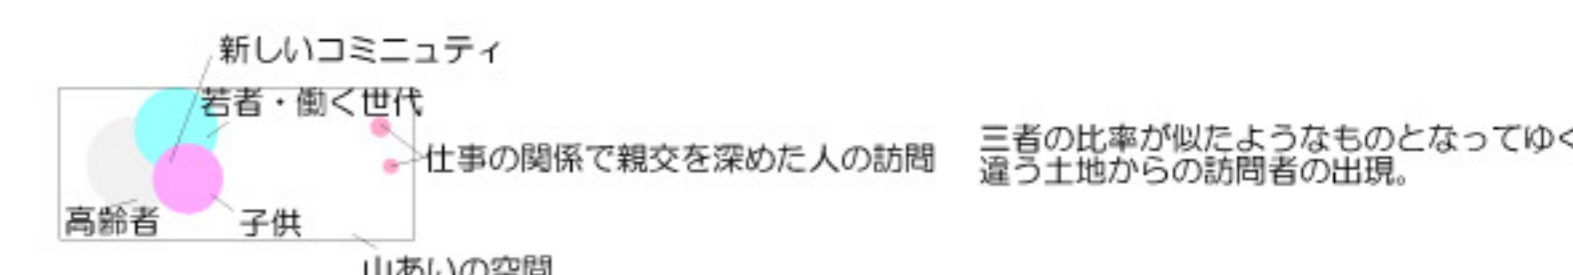 新しいコミニュティ
若者・働く世代
仕事の関係で親交を深めた人の訪問
高齢者
子供
山あいの空間
三者の比率が似たようなものとなってゆく
違う土地からの訪問者の出現。